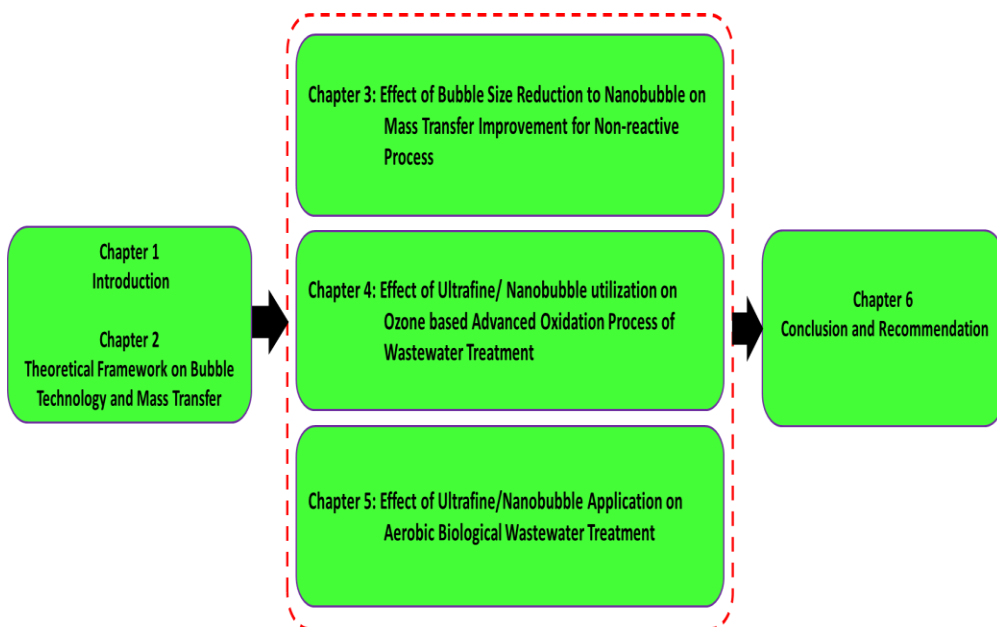 Chapter 1
Introduction
Chapter 2
Theoretical Framework on Bubble
Technology and Mass Transfer
Chapter 3: Effect of Bubble Size Reduction to Nanobubble on
Mass Transfer Improvement for Non-reactive
Process
Chapter 4: Effect of Ultrafine/ Nanobubble utilization on
Ozone based Advanced Oxidation Process of
Wastewater Treatment
Chapter 5: Effect of Ultrafine/Nanobubble Application on
Aerobic Biological Wastewater Treatment
Chapter 6
Conclusion and Recommendation